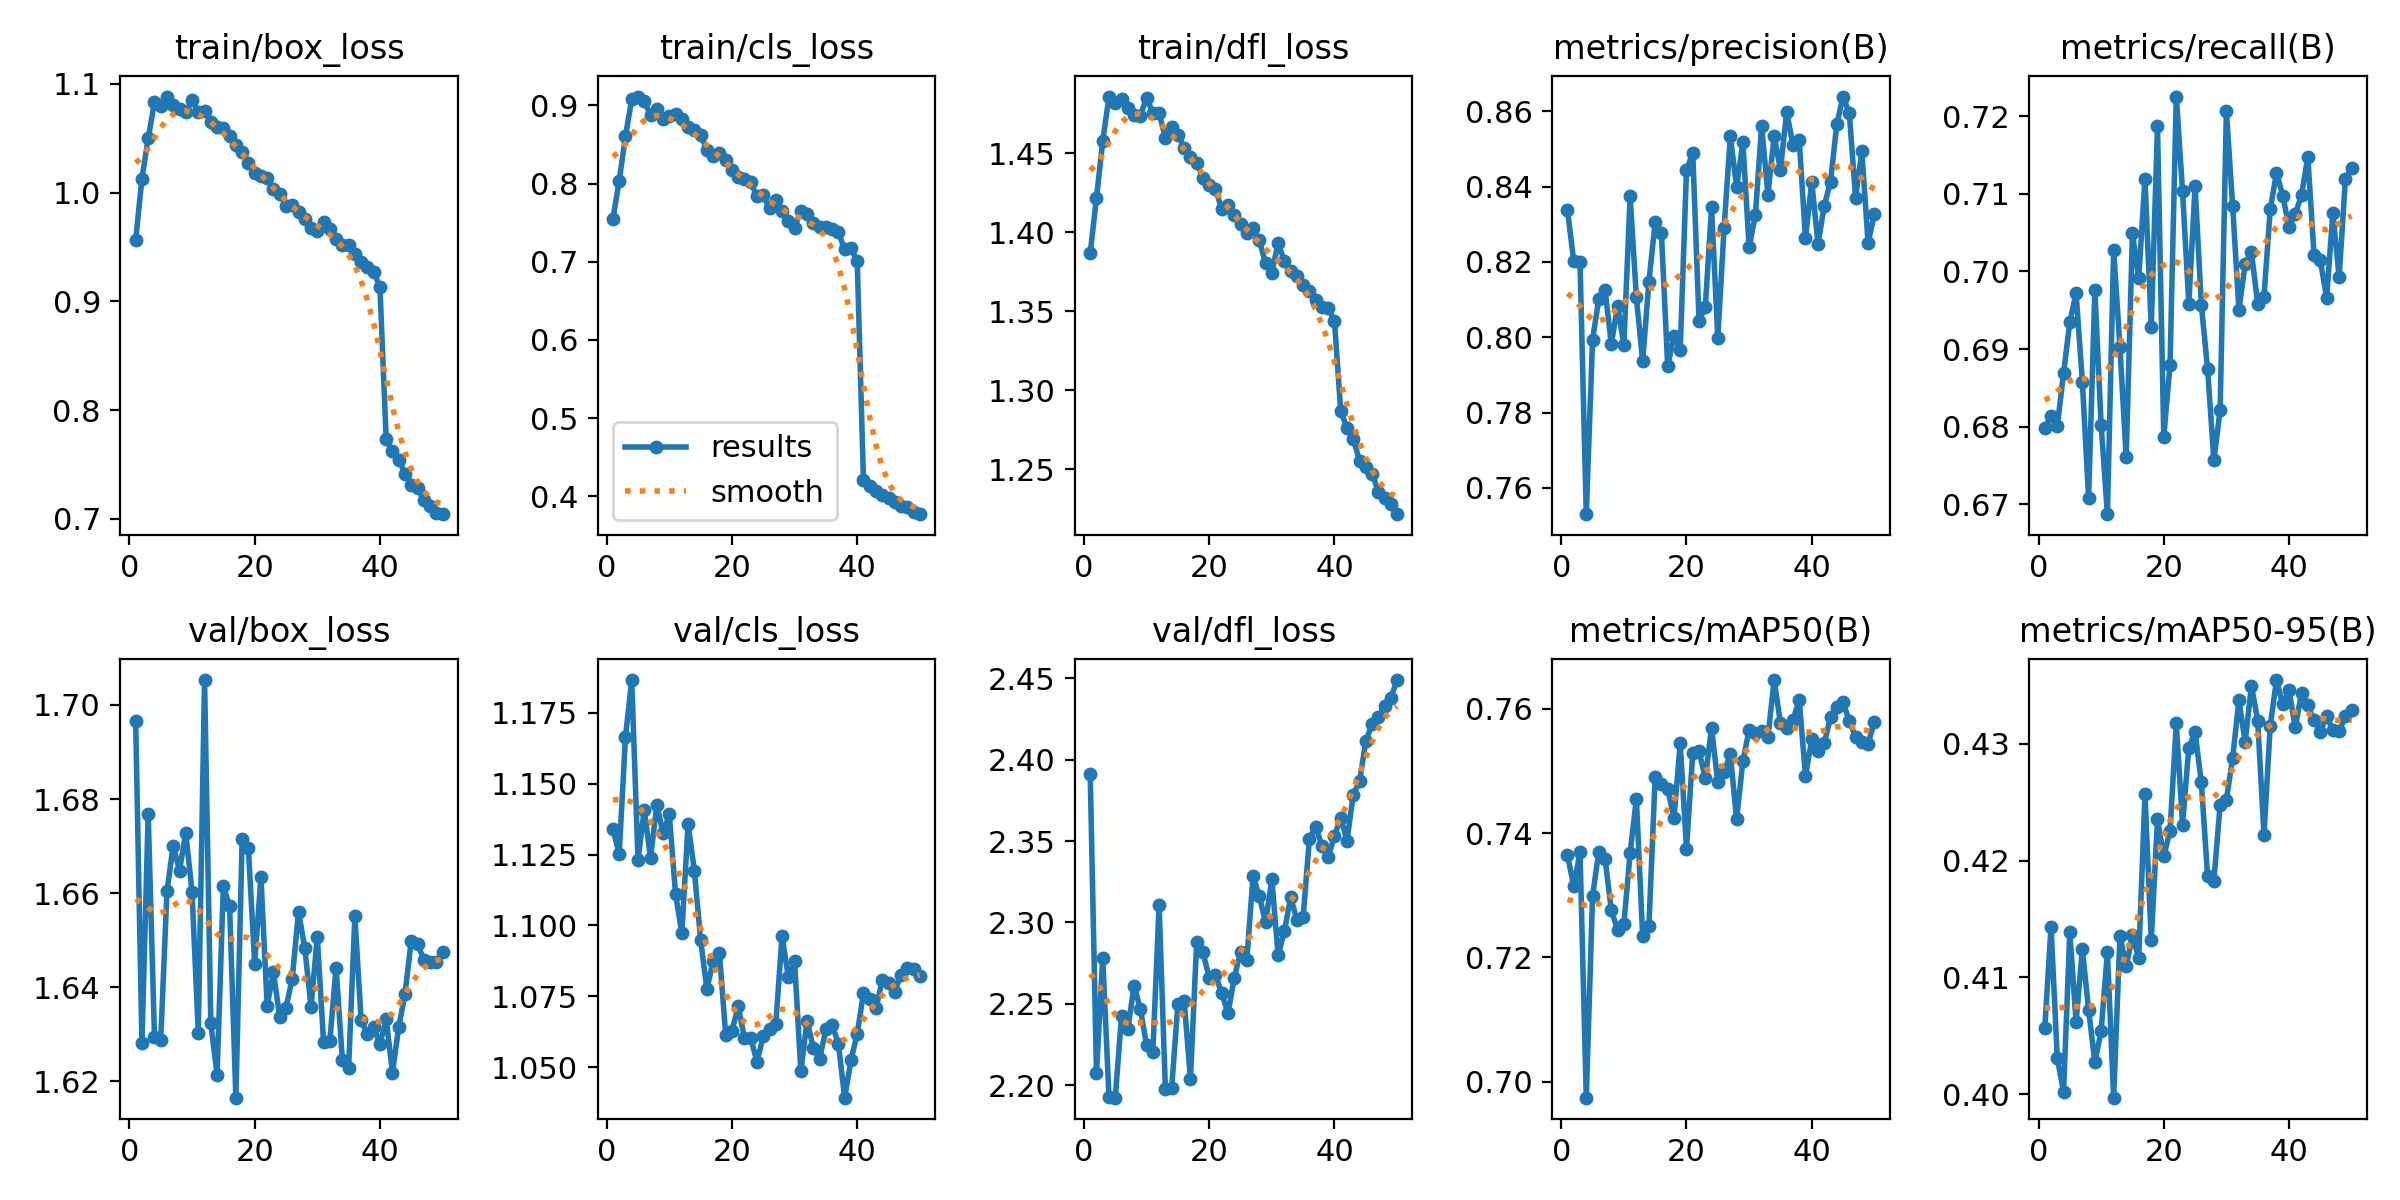 train/box_loss
train/cls_loss
train/dfl_loss
metrics/precision(B)
metrics/recall(B)
1.1
1.0
0.9
0.8
0.7
0 20 40
0.9
0.8
0.7
0.6
0.5
0.4
0 20 40
results
smooth
1.45
1.40
1.35
1.30
1.25
0 20 40
0.86
0.84
0.82
0.80
0.78
0.76
0 20 40
0.72
0.71
0.70
0.69
0.68
0.67
0 20 40
val/box_loss
val/cls_loss
val/dfl_loss
metrics/mAP50(B)
metrics/mAP50-95(B)
1.70
1.68
1.66
1.64
1.62
0 20 40
1.175
1.150
1.125
1.100
1.075
1.050
0 20 40
2.45
2.40
2.35
2.30
2.25
2.20
0 20 40
0.76
0.74
0.72
0.70
0 20 40
0.43
0.42
0.41
0.40
0 20 40